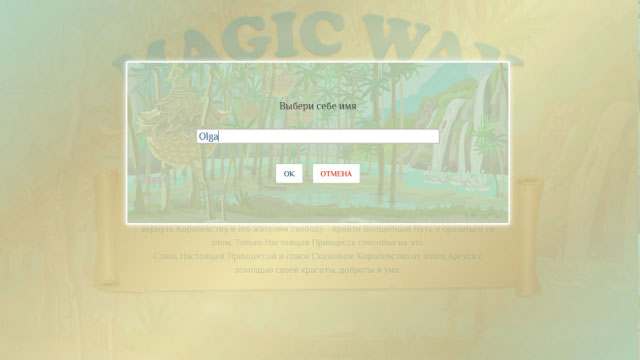 MAGIC WAY
Выбери себе имя
Olga
OK
ОТМЕНА
вернуть Королевству и его жителям свободу - пройти Волшебный Путь и сразиться со
злом. Только Настоящая Принцесса способна на это.
Стань Настоящей Принцессой и спаси Сказочное Королевство от злого Аргуса с
помощью своей красоты, доброты и ума.